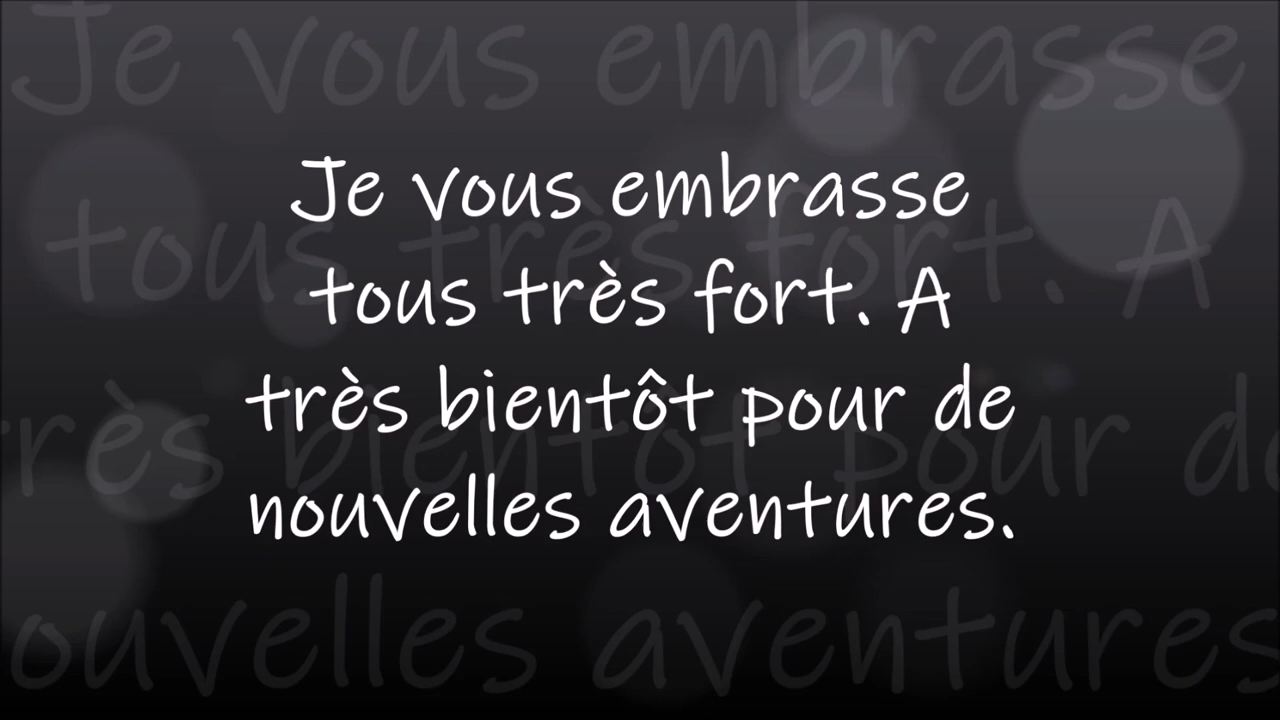 Je vous embrasse
tous très fort. A
très bientôt pour de
nouvelles aventures.